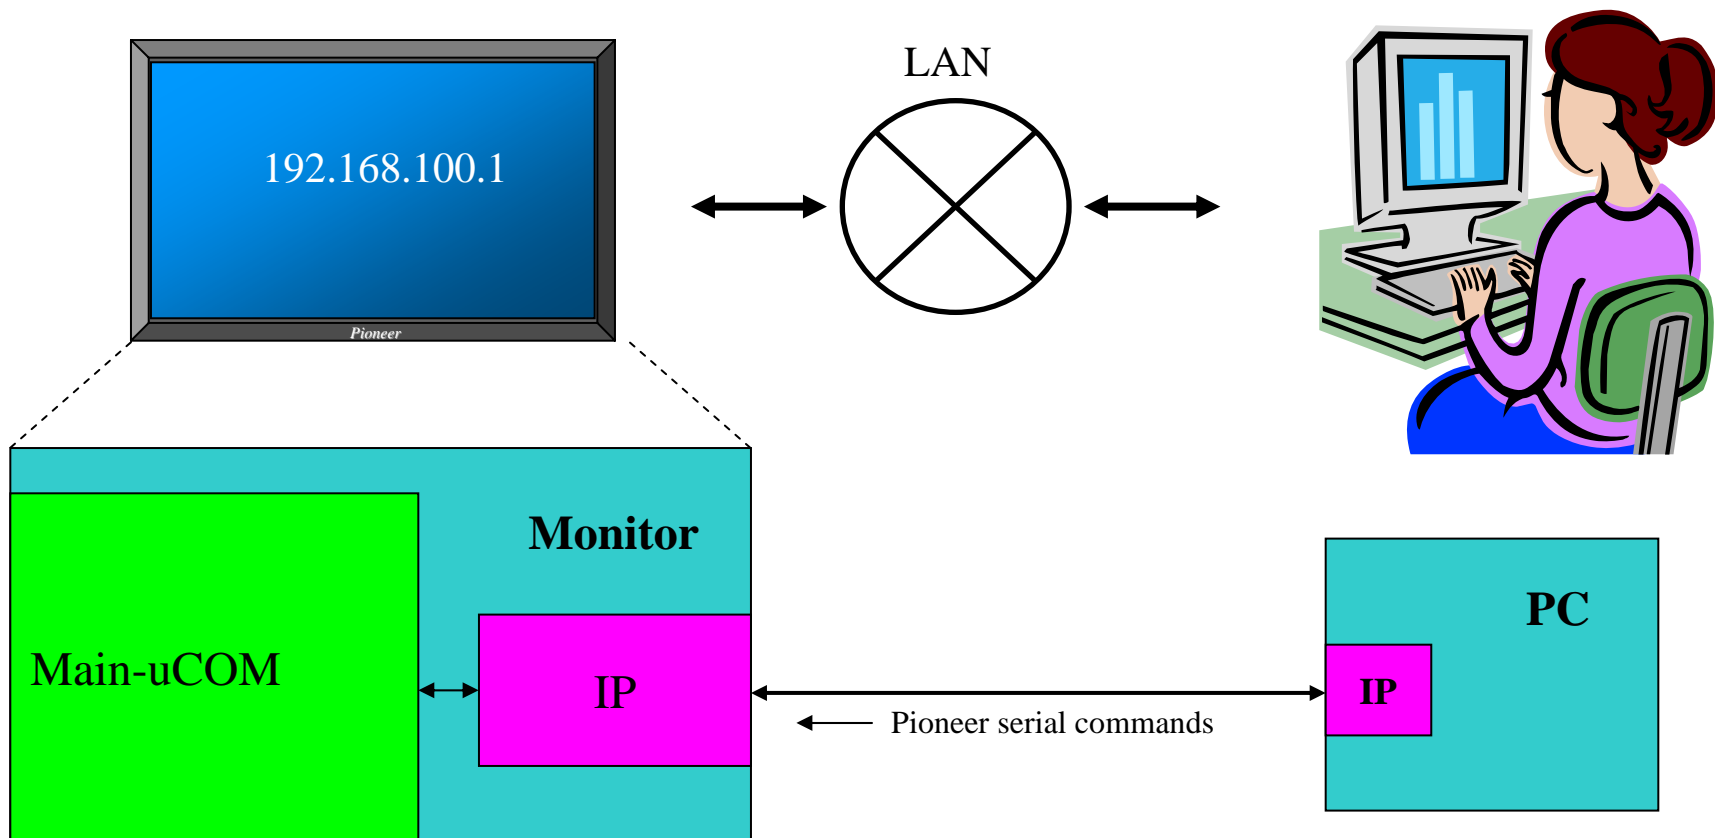 LAN
192.168.100.1
Pioneer
Monitor
PC
Main-uCOM
IP
IP
Pioneer serial commands